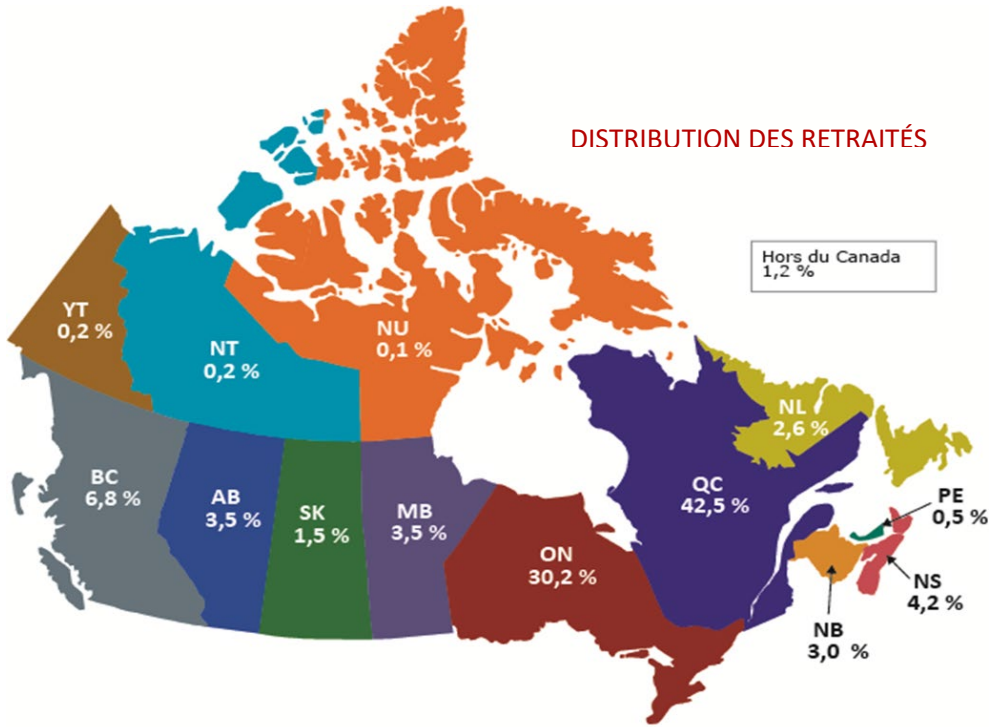 DISTRIBUTION DES RETRAITÉS
Hors du Canada
1,2 %
YT
0,2 %
NT
0,2 %
NU
0,1 %
BC
6,8 %
AB
3,5 %
SK
1,5 %
MB
3,5 %
ON
30,2 %
QC
42,5 %
NL
2,6 %
PE
0,5 %
NS
4,2 %
NB
3,0 %